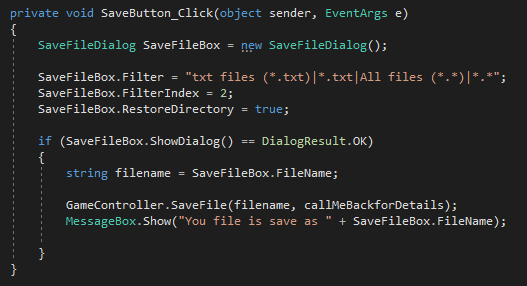 private void SaveButton_Click(object sender, EventArgs e)
{
    SaveFileDialog SaveFileBox = new SaveFileDialog();

    SaveFileBox.Filter = "txt files (*.txt)|*.txt|All files (*.*)|*.*";
    SaveFileBox.FilterIndex = 2;
    SaveFileBox.RestoreDirectory = true;

    if (SaveFileBox.ShowDialog() == DialogResult.OK)
    {
        string filename = SaveFileBox.FileName;

        GameController.SaveFile(filename, callMeBackforDetails);
        MessageBox.Show("You file is save as " + SaveFileBox.FileName);

    }
}